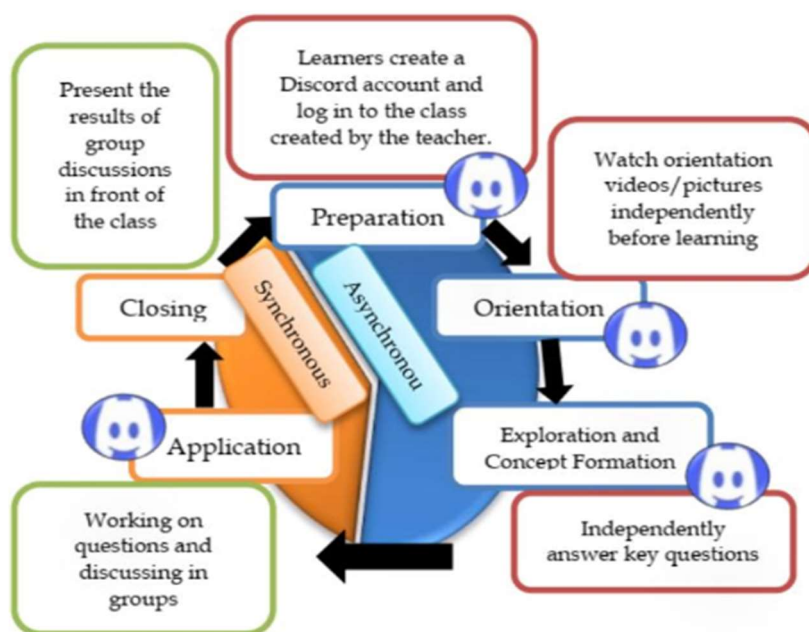 Learners create a
Discord account and
log in to the class
created by the teacher.
Present the
results of
group
discussions
in front of
the class
Watch orientation
videos/pictures
independently
before learning
Preparation
Closing
Synchronous
Asynchronou
Orientation
Application
Exploration and
Concept Formation
Working on
questions and
discussing in
groups
Independently
answer key questions